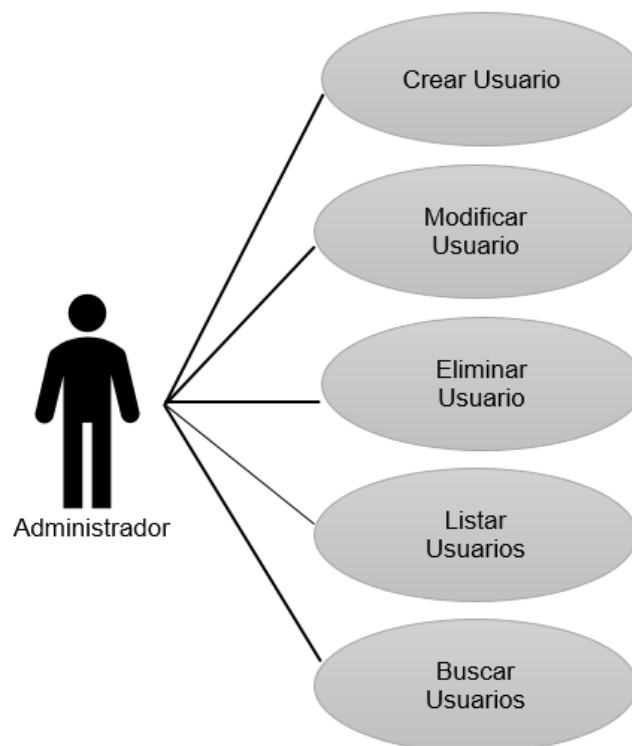 Crear Usuario
Modificar
Usuario
Eliminar
Usuario
Administrador
Listar
Usuarios
Buscar
Usuarios